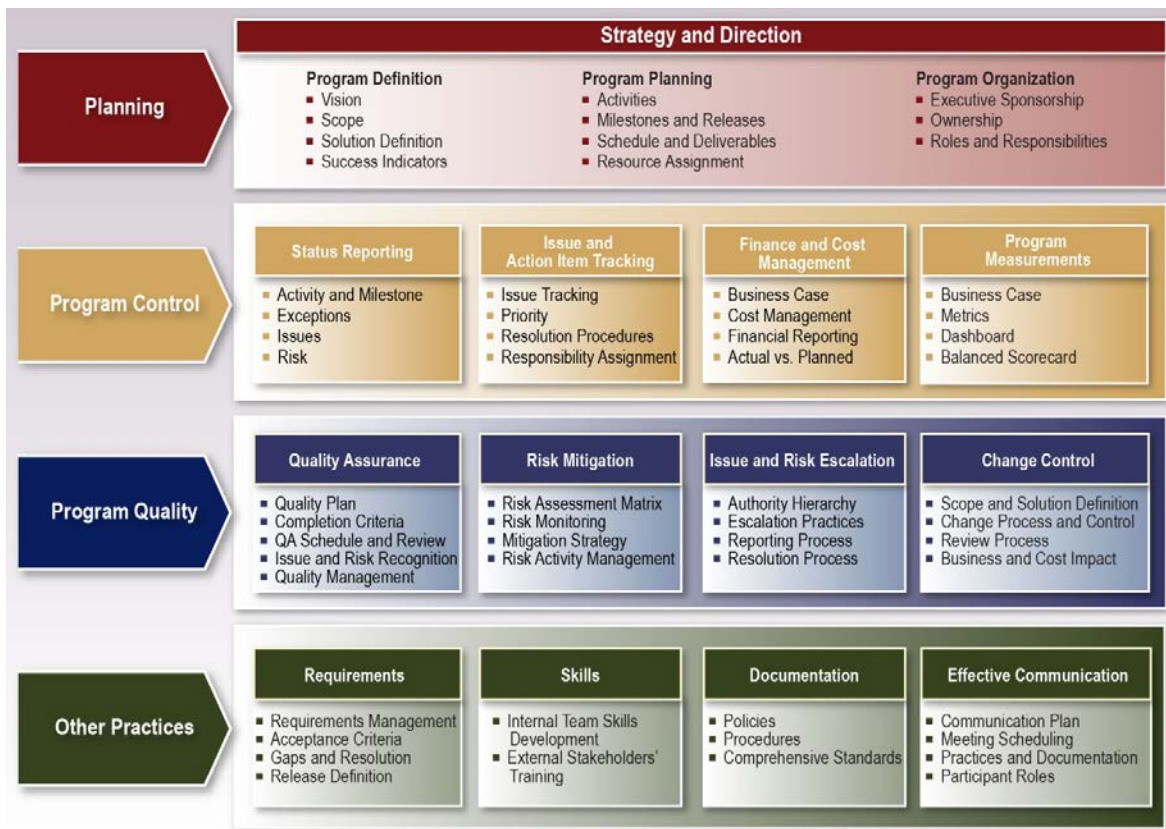 Planning
Strategy and Direction
Program Definition
Vision
Scope
Solution Definition
Success Indicators
Program Planning
Activities
Milestones and Releases
Schedule and Deliverables
Resource Assignment
Program Organization
Executive Sponsorship
Ownership
Roles and Responsibilities
Program Control
Status Reporting
Activity and Milestone
Exceptions
Issues
Risk
Issue and
Action Item Tracking
Issue Tracking
Priority
Resolution Procedures
Responsibility Assignment
Finance and Cost
Management
Business Case
Cost Management
Financial Reporting
Actual vs. Planned
Program
Measurements
Business Case
Metrics
Dashboard
Balanced Scorecard
Program Quality
Quality Assurance
Quality Plan
Completion Criteria
QA Schedule and Review
Issue and Risk Recognition
Quality Management
Risk Mitigation
Risk Assessment Matrix
Risk Monitoring
Mitigation Strategy
Risk Activity Management
Issue and Risk Escalation
Authority Hierarchy
Escalation Practices
Reporting Process
Resolution Process
Change Control
Scope and Solution Definition
Change Process and Control
Review Process
Business and Cost Impact
Other Practices
Requirements
Requirements Management
Acceptance Criteria
Gaps and Resolution
Release Definition
Skills
Internal Team Skills
Development
External Stakeholders'
Training
Documentation
Policies
Procedures
Comprehensive Standards
Effective Communication
Communication Plan
Meeting Scheduling
Practices and Documentation
Participant Roles